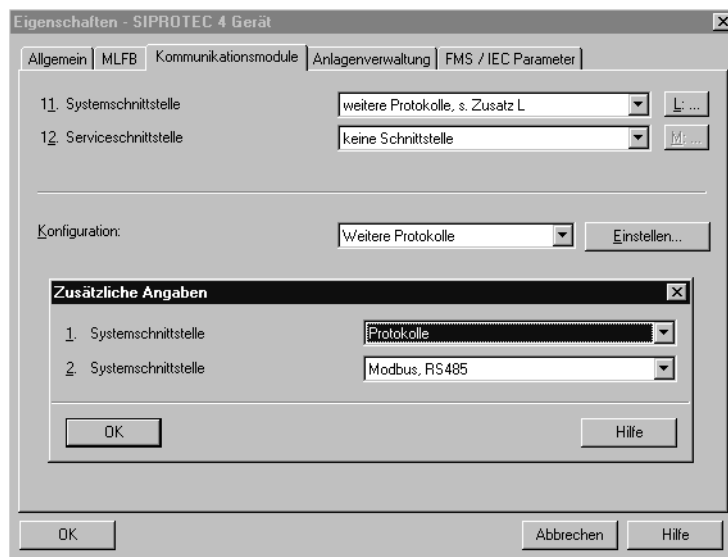 Eigenschaften - SIPROTEC 4 Gerät
Allgemein MLFB Kommunikationsmodule Anlagenverwaltung FMS / IEC Parameter
11. Systemschnittstelle weitere Protokolle, s. Zusatz L L: ...
12. Serviceschnittstelle keine Schnittstelle M: ...
Konfiguration: Weitere Protokolle Einstellen...
Zusätzliche Angaben
1. Systemschnittstelle Protokolle
2. Systemschnittstelle Modbus, RS485
OK Hilfe
OK Abbrechen Hilfe